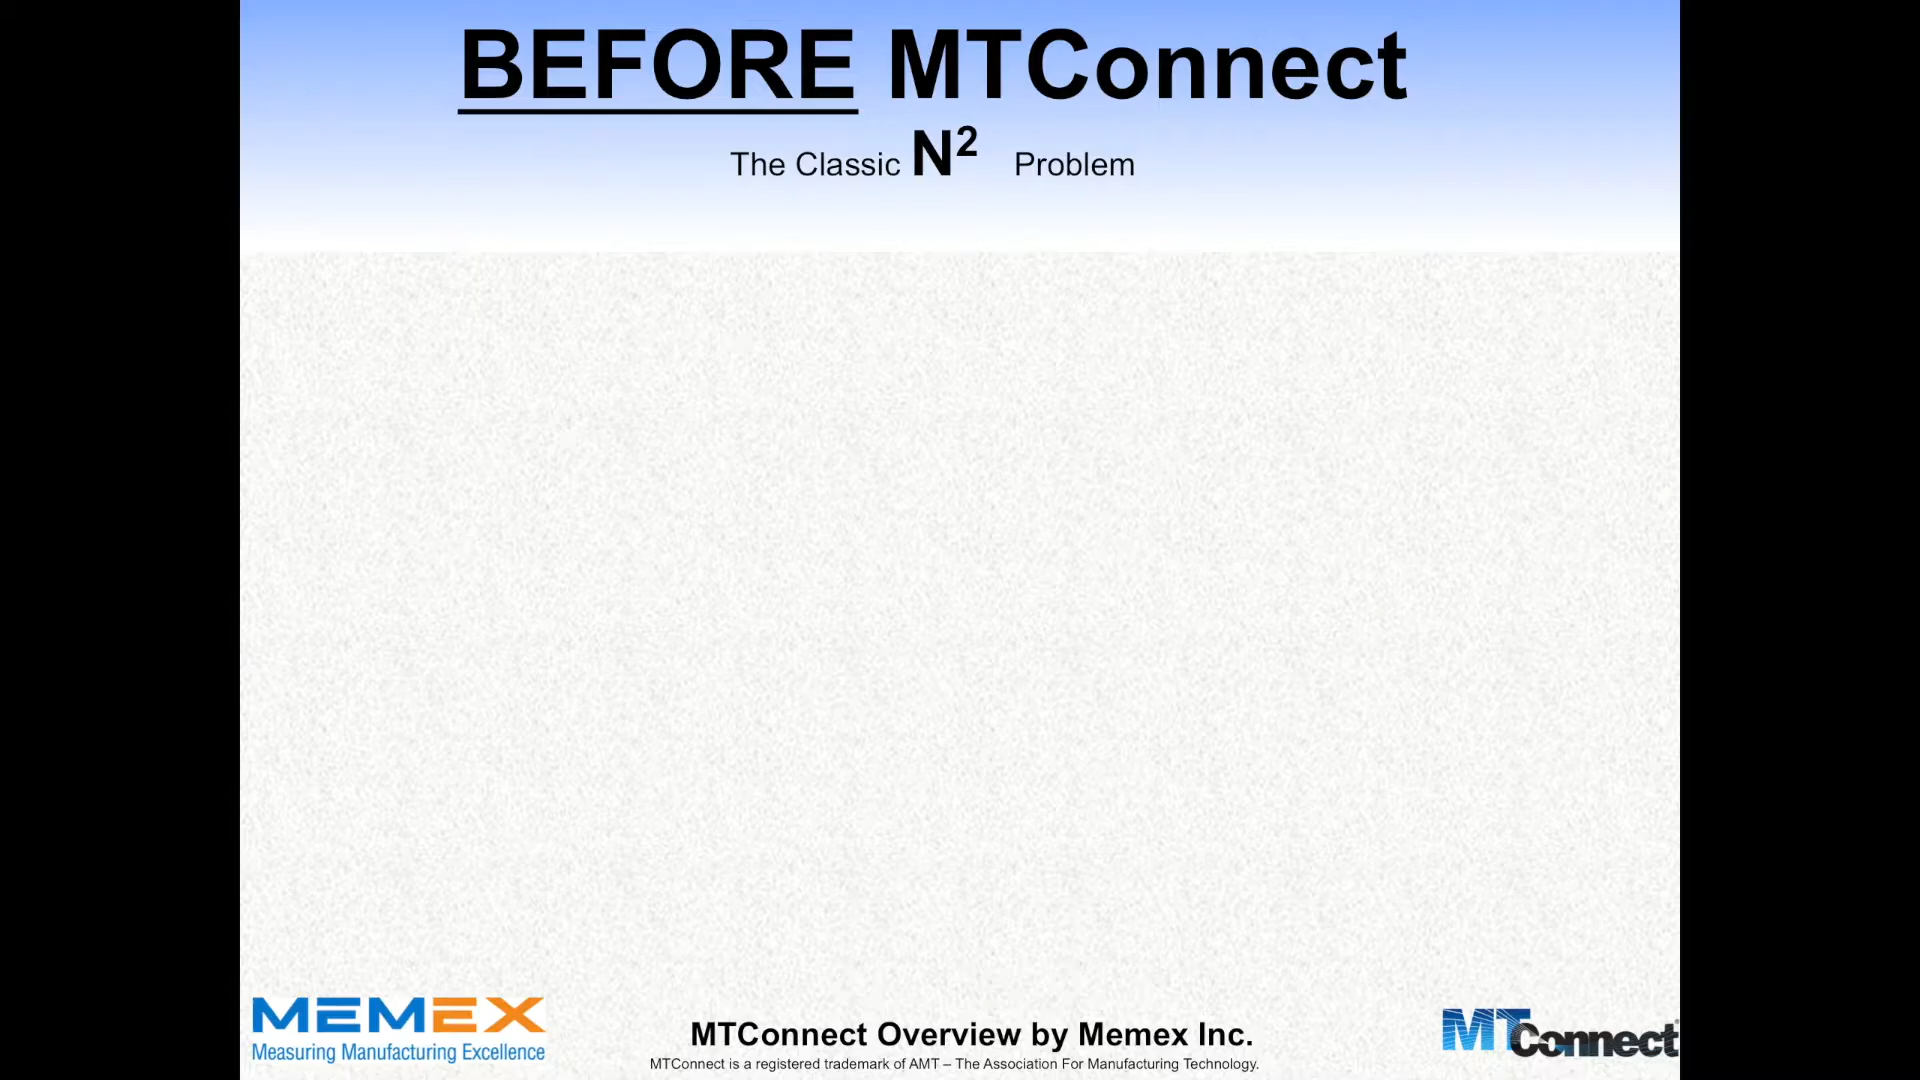 BEFORE MTConnect
The Classic N² Problem
MEMEX
Measuring Manufacturing Excellence
MTConnect Overview by Memex Inc.
MTConnect is a registered trademark of AMT – The Association For Manufacturing Technology.
MTConnect